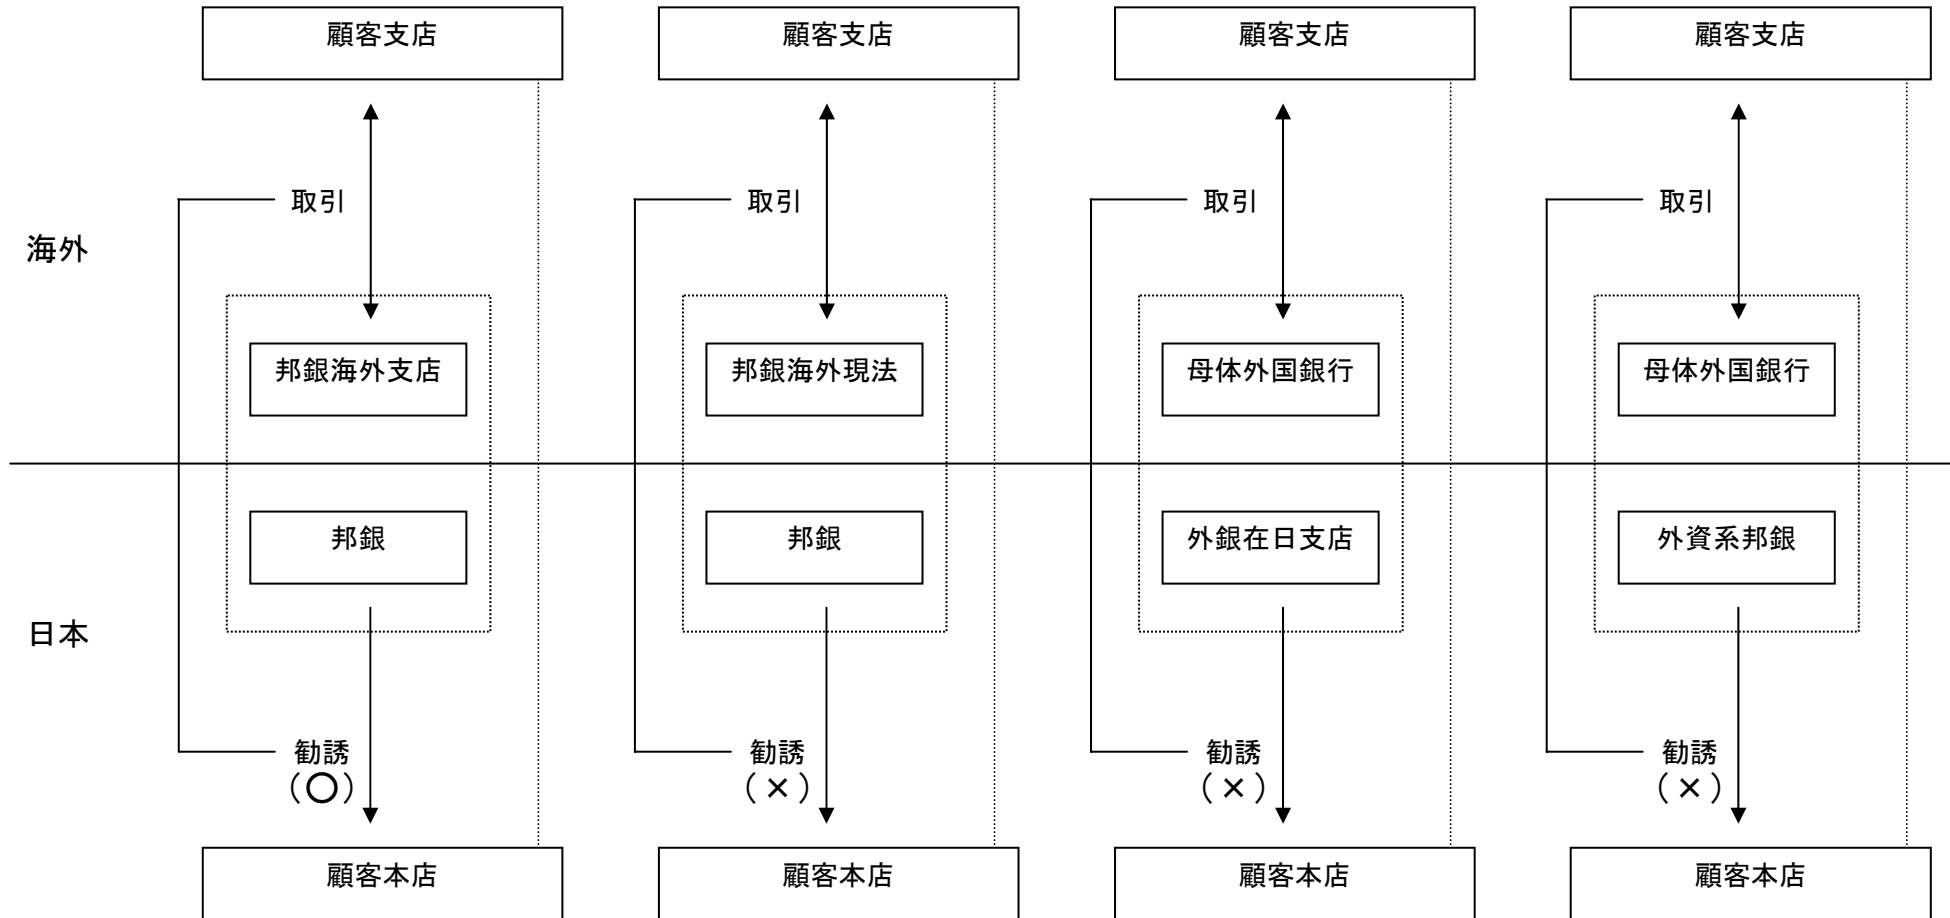 顧客支店
顧客支店
顧客支店
顧客支店
取引
取引
取引
取引
海外
邦銀海外支店
邦銀海外現法
母体外国銀行
母体外国銀行
邦銀
邦銀
外銀在日支店
外資系邦銀
日本
勧誘
(○)
勧誘
(×)
勧誘
(×)
勧誘
(×)
顧客本店
顧客本店
顧客本店
顧客本店